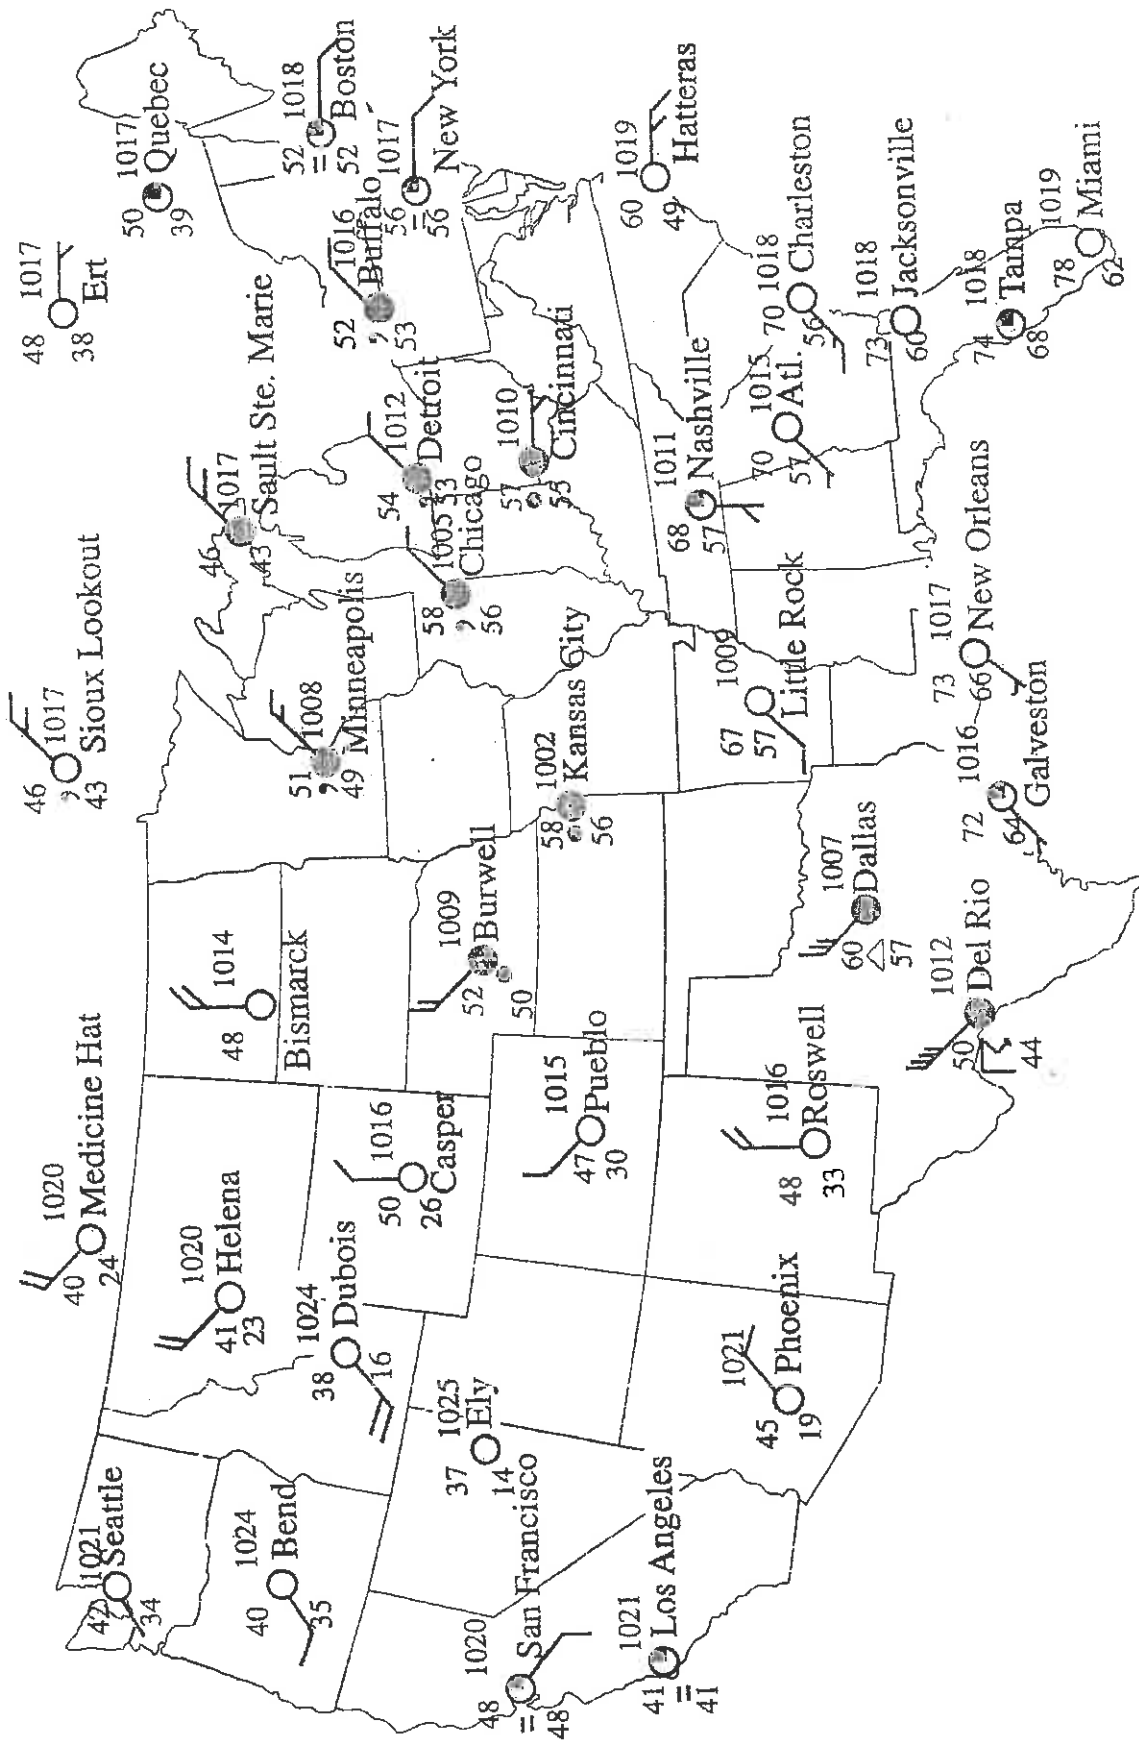 42 1021
Seattle
34
40 1024
Bend
35
48 1020
San Francisco
48
41 1021
Los Angeles
41
37 1025
Ely
14
38 1024
Dubois
16
41 1020
Helena
23
40 1020
Medicine Hat
24
50 1016
Casper
26
47 1015
Pueblo
30
45 1021
Phoenix
19
48 1016
Roswell
33
48 1014
Bismarck
52 1009
Burwell
50
60 1007
Dallas
57
50 1012
Del Rio
44
46 1017
Sioux Lookout
43
51 1008
Minneapolis
49
58 1002
Kansas City
56
67 1009
Little Rock
57
72 1016
Galveston
64
73 1017
New Orleans
66
46 1017
Sault Ste. Marie
43
58 1005
Chicago
56
54 1012
Detroit
53
57 1010
Cincinnati
55
68 1011
Nashville
57
70 1015
Atl.
57
48 1017
Ert
38
50 1017
Quebec
39
52 1016
Buffalo
53
52 1018
Boston
52
56 1017
New York
56
60 1019
Hatteras
49
70 1018
Charleston
56
73 1018
Jacksonville
60
74 1018
Tampa
68
78 1019
Miami
62